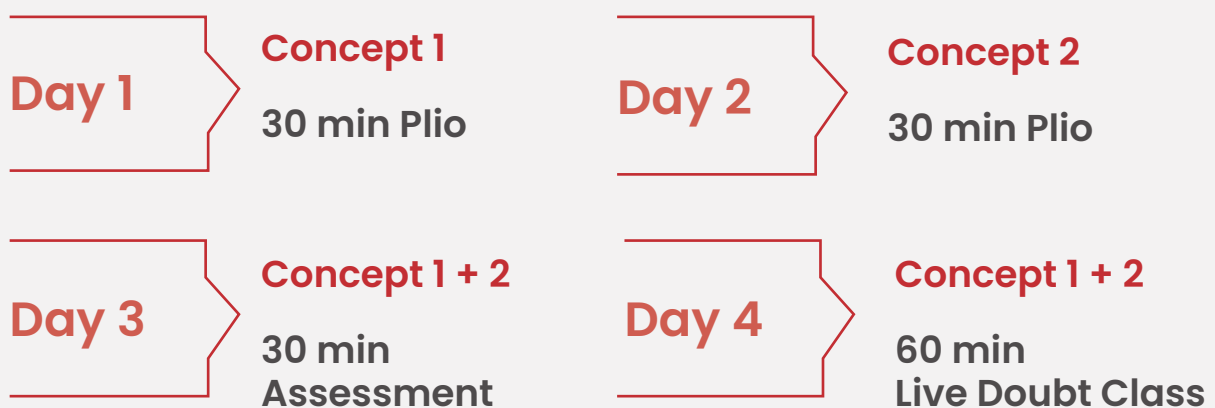 Day 1
Concept 1
30 min Plio
Day 2
Concept 2
30 min Plio
Day 3
Concept 1 + 2
30 min
Assessment
Day 4
Concept 1 + 2
60 min
Live Doubt Class